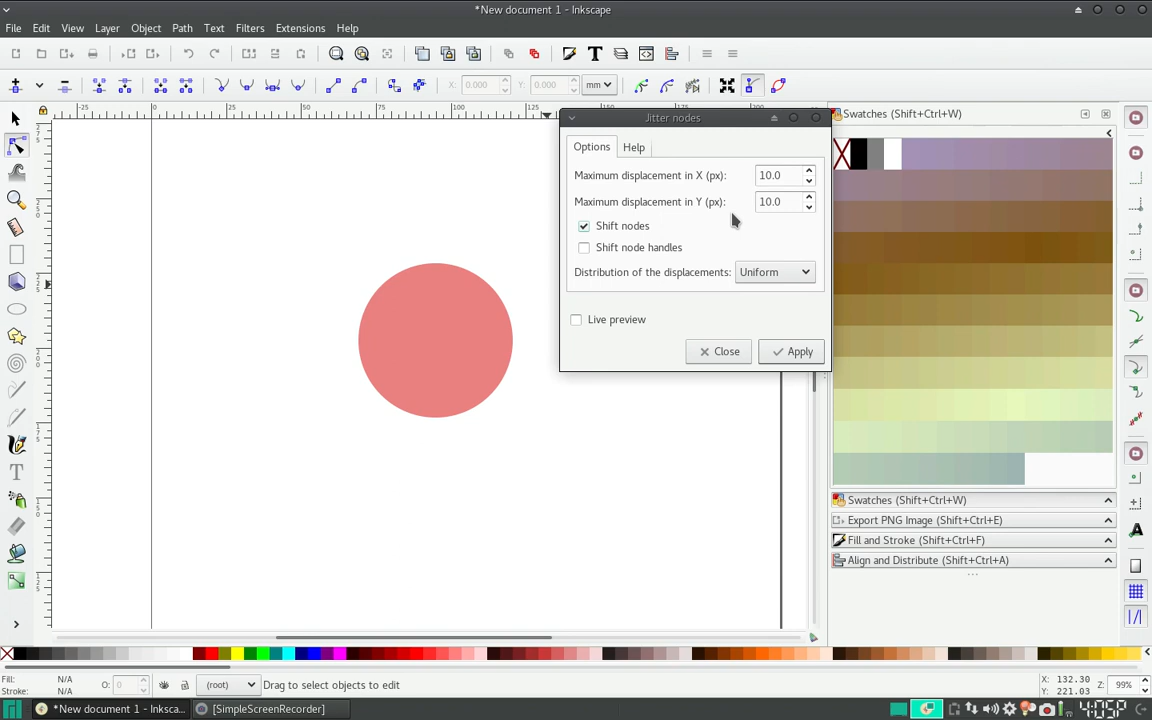 *New document 1 - Inkscape
File Edit View Layer Object Path Text Filters Extensions Help
X: 0.000 Y: 0.000 mm
Jitter nodes
Swatches (Shift+Ctrl+W)
Options Help
Maximum displacement in X (px): 10.0
Maximum displacement in Y (px): 10.0
Shift nodes
Shift node handles
Distribution of the displacements: Uniform
Live preview
Close Apply
Swatches (Shift+Ctrl+W)
Export PNG Image (Shift+Ctrl+E)
Fill and Stroke (Shift+Ctrl+F)
Align and Distribute (Shift+Ctrl+A)
Fill: N/A
Stroke: N/A
O: 0
(root)
Drag to select objects to edit
X: 132.30
Y: 221.03
Z: 99%
*New document 1 - Inksca...
[SimpleScreenRecorder]
4:05P